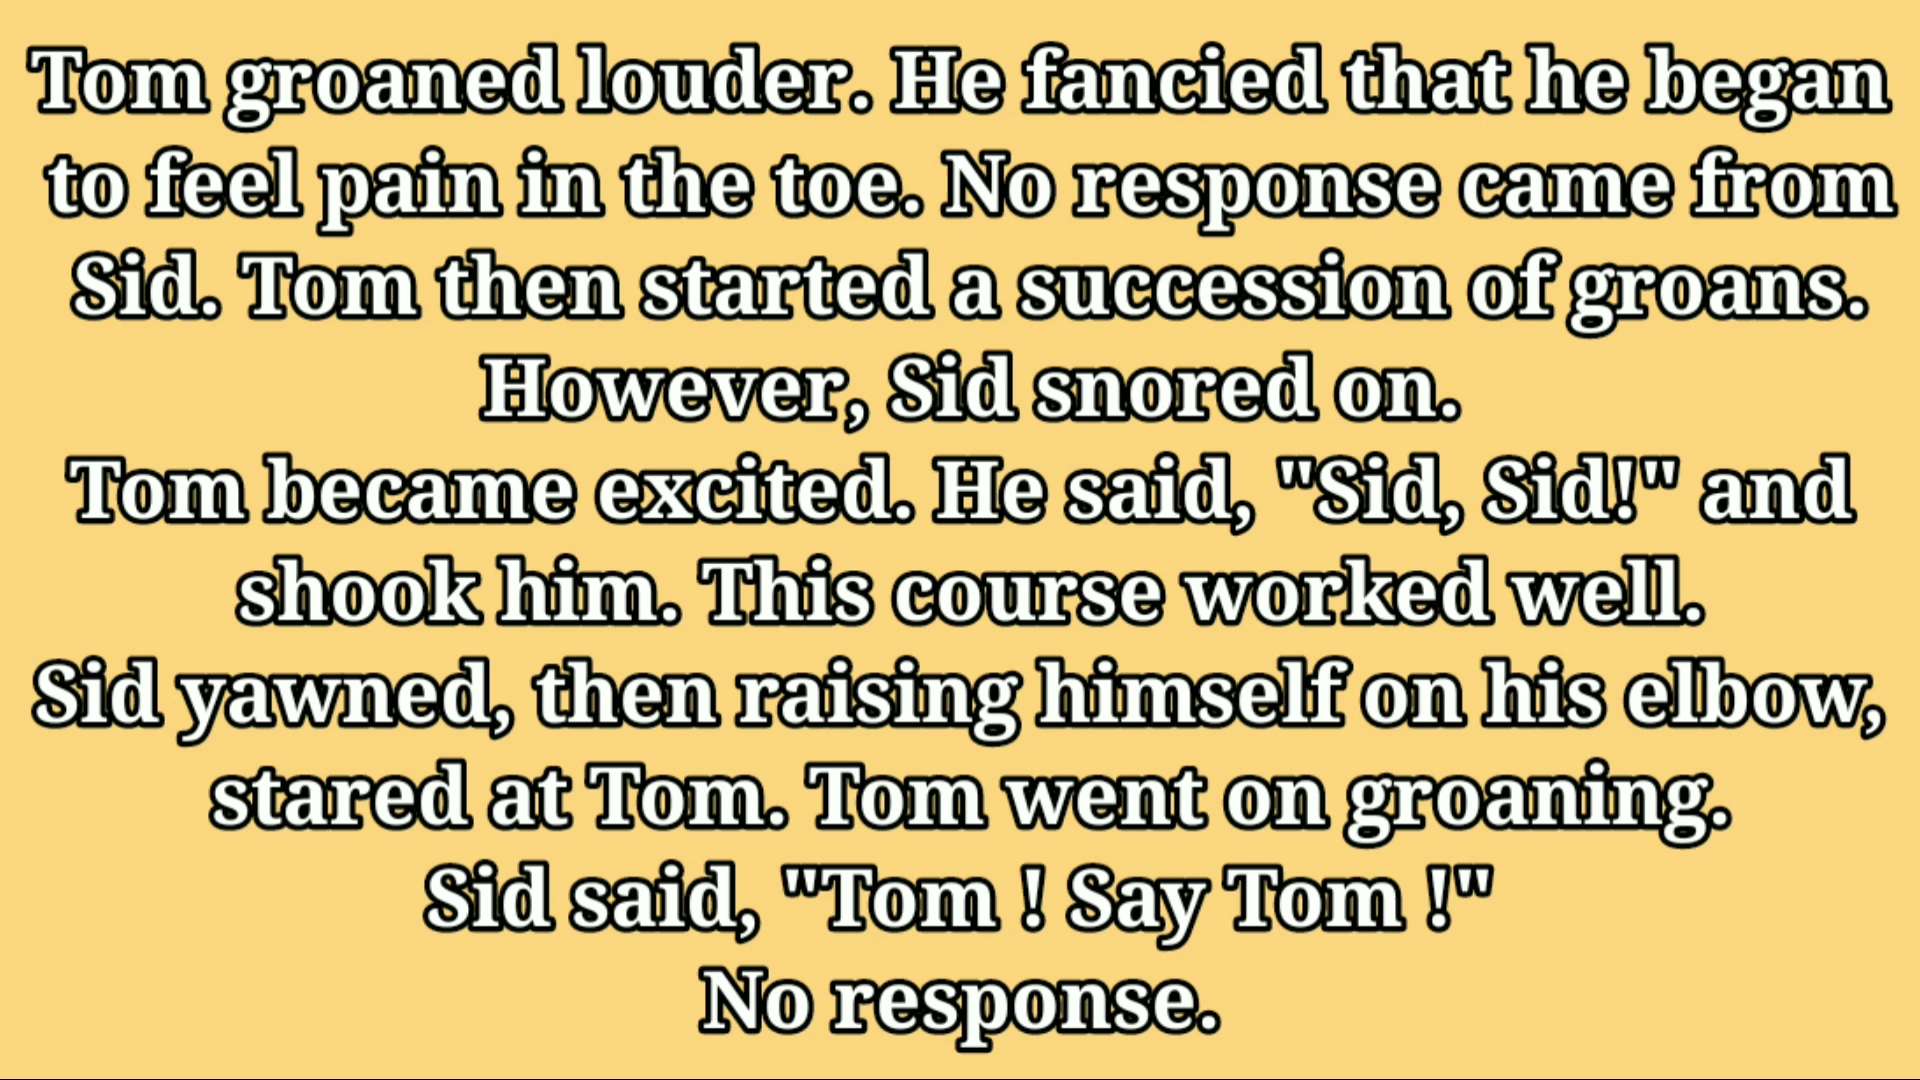 Tom groaned louder. He fancied that he began
to feel pain in the toe. No response came from
Sid. Tom then started a succession of groans.
However, Sid snored on.
Tom became excited. He said, "Sid, Sid!" and
shook him. This course worked well.
Sid yawned, then raising himself on his elbow,
stared at Tom. Tom went on groaning.
Sid said, "Tom ! Say Tom !"
No response.